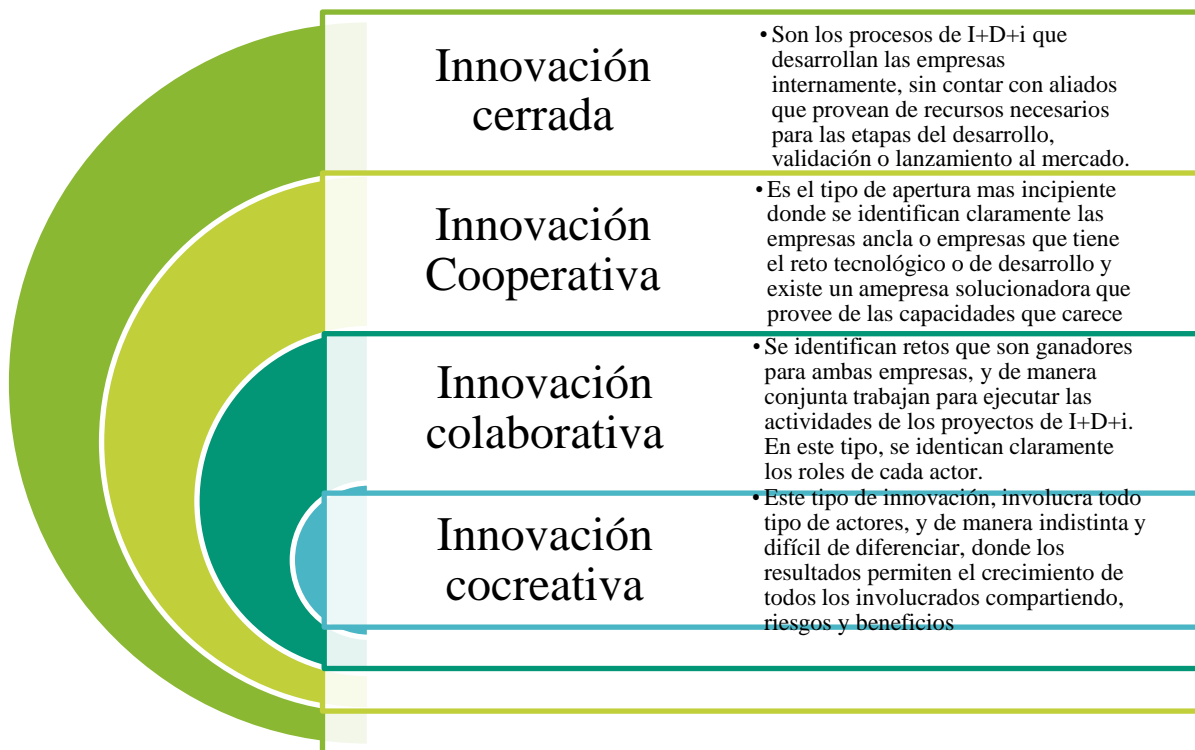 Innovación
cerrada
• Son los procesos de I+D+i que
desarrollan las empresas
internamente, sin contar con aliados
que provean de recursos necesarios
para las etapas del desarrollo,
validación o lanzamiento al mercado.
Innovación
Cooperativa
• Es el tipo de apertura mas incipiente
donde se identifican claramente las
empresas ancla o empresas que tiene
el reto tecnológico o de desarrollo y
existe un amepresa solucionadora que
provee de las capacidades que carece
Innovación
colaborativa
• Se identifican retos que son ganadores
para ambas empresas, y de manera
conjunta trabajan para ejecutar las
actividades de los proyectos de I+D+i.
En este tipo, se identican claramente
los roles de cada actor.
Innovación
cocreativa
• Este tipo de innovación, involucra todo
tipo de actores, y de manera indistinta y
difícil de diferenciar, donde los
resultados permiten el crecimiento de
todos los involucrados compartiendo,
riesgos y beneficios